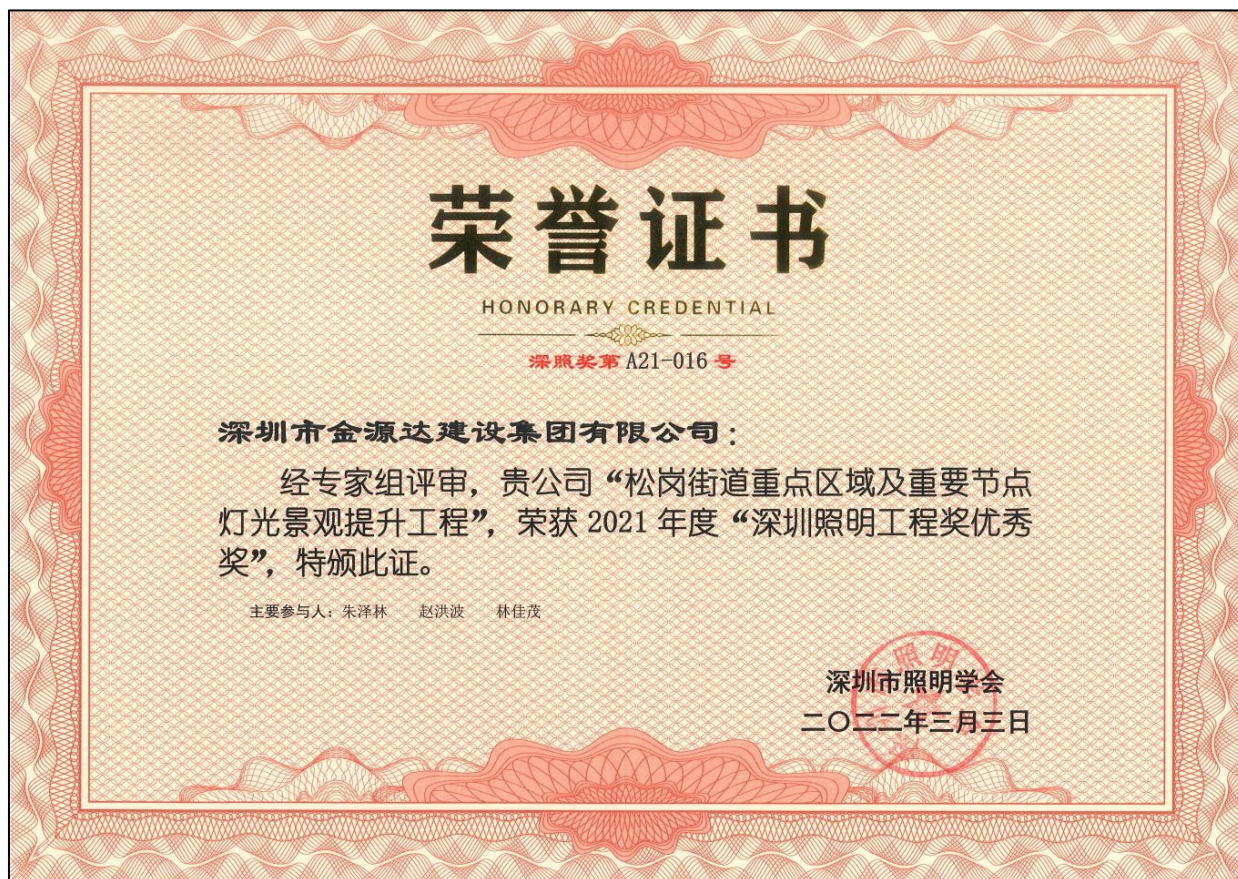 荣誉证书
HONORARY CREDENTIAL
深照奖第 A21-016 号
深圳市金源达建设集团有限公司：
经专家组评审，贵公司“松岗街道重点区域及重要节点
灯光景观提升工程”，荣获 2021 年度“深圳照明工程奖优秀
奖”，特颁此证。
主要参与人：朱泽林 赵洪波 林佳茂
深圳市照明学会
二〇二二年三月三日